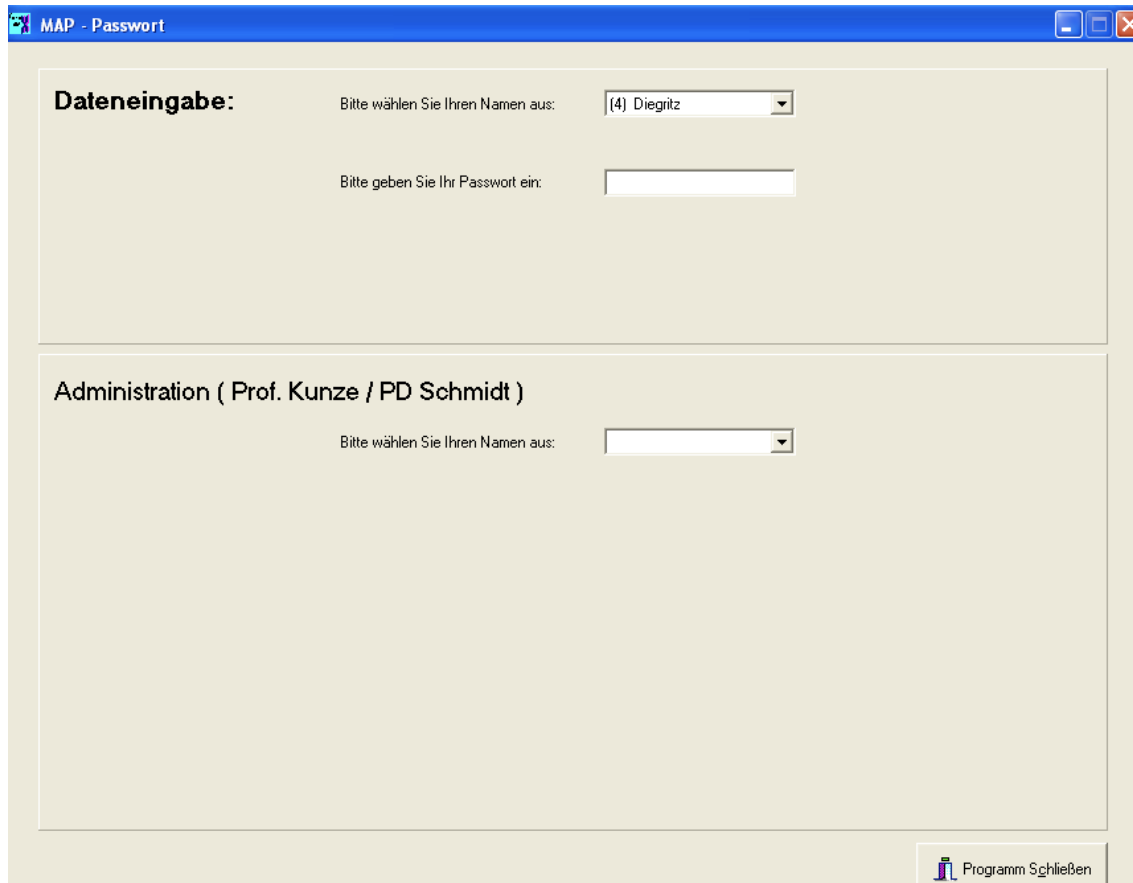 MAP - Passwort
Dateneingabe:
Bitte wählen Sie Ihren Namen aus:
(4) Diegritz
Bitte geben Sie Ihr Passwort ein:
Administration ( Prof. Kunze / PD Schmidt )
Bitte wählen Sie Ihren Namen aus:
Programm Schließen